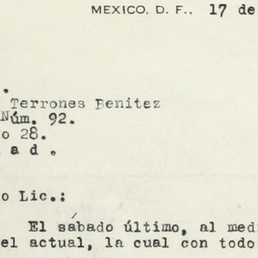 MEXICO, D. F., 17 de
.
Terrones Benitez
Núm. 92.
o 28.
a d .
o Lic.:
El sábado último, al med
el actual, la cual con todo